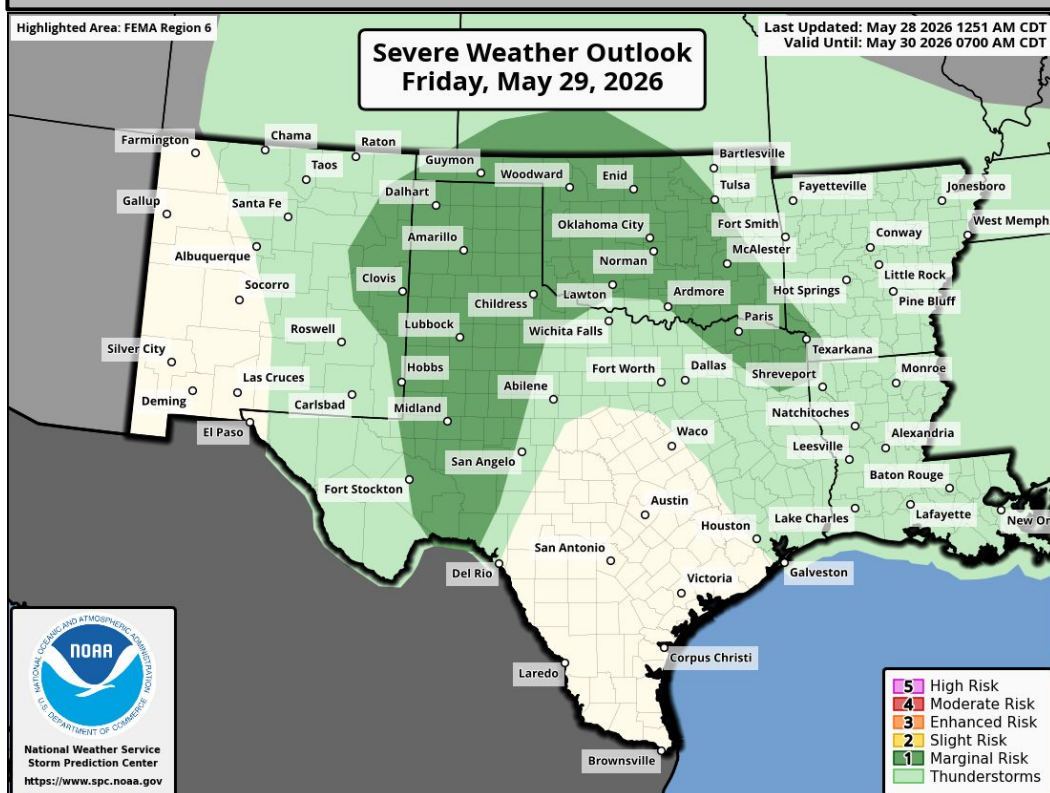 Highlighted Area: FEMA Region 6
Last Updated: May 28 2026 1251 AM CDT
Valid Until: May 30 2026 0700 AM CDT
Severe Weather Outlook
Friday, May 29, 2026
Farmington
Chama
Raton
Taos
Guymon
Woodward
Enid
Bartlesville
Tulsa
Fayetteville
Jonesboro
Gallup
Santa Fe
Dalhart
Albuquerque
Amarillo
Oklahoma City
Fort Smith
Conway
West Memph
Norman
McAlester
Socorro
Clovis
Childress
Lawton
Ardmore
Hot Springs
Little Rock
Pine Bluff
Roswell
Lubbock
Wichita Falls
Paris
Texarkana
Silver City
Las Cruces
Hobbs
Fort Worth
Dallas
Shreveport
Monroe
Deming
Carlsbad
Midland
Abilene
Natchitoches
El Paso
Waco
Leesville
Alexandria
San Angelo
Baton Rouge
Fort Stockton
Austin
Houston
Lake Charles
Lafayette
New Or
Del Rio
San Antonio
Victoria
Galveston
Laredo
Corpus Christi
Brownsville
NATIONAL OCEANIC AND ATMOSPHERIC ADMINISTRATION
NOAA
U.S. DEPARTMENT OF COMMERCE
National Weather Service
Storm Prediction Center
https://www.spc.noaa.gov
5 High Risk
4 Moderate Risk
3 Enhanced Risk
2 Slight Risk
1 Marginal Risk
Thunderstorms